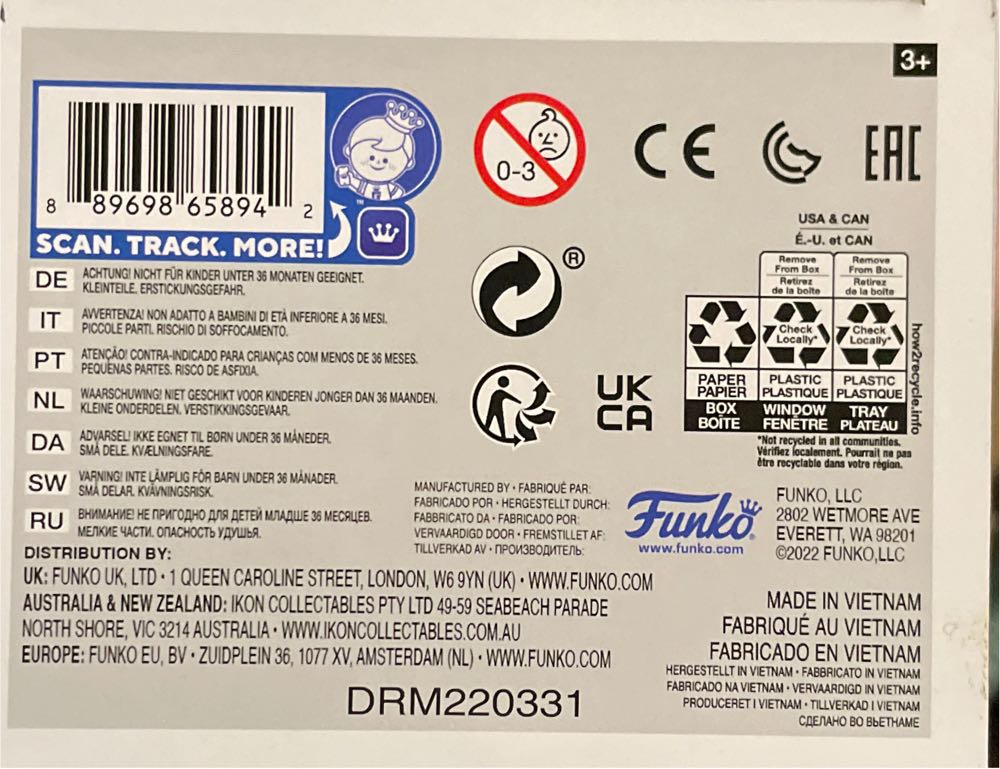 3+
8 89698 65894 2
SCAN. TRACK. MORE!
™
0-3
CE
EAC
®
UK
CA
USA & CAN
É.-U. et CAN
Remove From Box
Retirez de la boîte
Remove From Box
Retirez de la boîte
Check Locally*
Check Locally*
PAPER
PAPIER
BOX
BOÎTE
PLASTIC
PLASTIQUE
WINDOW
FENÊTRE
PLASTIC
PLASTIQUE
TRAY
PLATEAU
how2recycle.info
*Not recycled in all communities.
Vérifiez localement. Pourrait ne pas
être recyclable dans votre région.
DE ACHTUNG! NICHT FÜR KINDER UNTER 36 MONATEN GEEIGNET.
KLEINTEILE. ERSTICKUNGSGEFAHR.
IT AVVERTENZA! NON ADATTO A BAMBINI DI ETÀ INFERIORE A 36 MESI.
PICCOLE PARTI. RISCHIO DI SOFFOCAMENTO.
PT ATENÇÃO! CONTRA-INDICADO PARA CRIANÇAS COM MENOS DE 36 MESES.
PEQUENAS PARTES. RISCO DE ASFIXIA.
NL WAARSCHUWING! NIET GESCHIKT VOOR KINDEREN JONGER DAN 36 MAANDEN.
KLEINE ONDERDELEN. VERSTIKKINGSGEVAAR.
DA ADVARSEL! IKKE EGNET TIL BØRN UNDER 36 MÅNEDER.
SMÅ DELE. KVÆLNINGSFARE.
SW VARNING! INTE LÄMPLIG FÖR BARN UNDER 36 MÅNADER.
SMÅ DELAR. KVÄVNINGSRISK.
RU ВНИМАНИЕ! НЕ ПРИГОДНО ДЛЯ ДЕТЕЙ МЛАДШЕ 36 МЕСЯЦЕВ.
МЕЛКИЕ ЧАСТИ. ОПАСНОСТЬ УДУШЬЯ.
MANUFACTURED BY • FABRIQUÉ PAR:
FABRICADO POR • HERGESTELLT DURCH:
FABBRICATO DA • FABRICADO POR:
VERVAARDIGD DOOR • FREMSTILLET AF:
TILLVERKAD AV • ПРОИЗВОДИТЕЛЬ:
Funko
www.funko.com
FUNKO, LLC
2802 WETMORE AVE
EVERETT, WA 98201
©2022 FUNKO,LLC
DISTRIBUTION BY:
UK: FUNKO UK, LTD • 1 QUEEN CAROLINE STREET, LONDON, W6 9YN (UK) • WWW.FUNKO.COM
AUSTRALIA & NEW ZEALAND: IKON COLLECTABLES PTY LTD 49-59 SEABEACH PARADE
NORTH SHORE, VIC 3214 AUSTRALIA • WWW.IKONCOLLECTABLES.COM.AU
EUROPE: FUNKO EU, BV • ZUIDPLEIN 36, 1077 XV, AMSTERDAM (NL) • WWW.FUNKO.COM
MADE IN VIETNAM
FABRIQUÉ AU VIETNAM
FABRICADO EN VIETNAM
HERGESTELLT IN VIETNAM • FABBRICATO IN VIETNAM
FABRICADO NA VIETNAM • VERVAARDIGD IN VIETNAM
PRODUCERET I VIETNAM • TILLVERKAD I VIETNAM
СДЕЛАНО ВО ВЬЕТНАМЕ
DRM220331